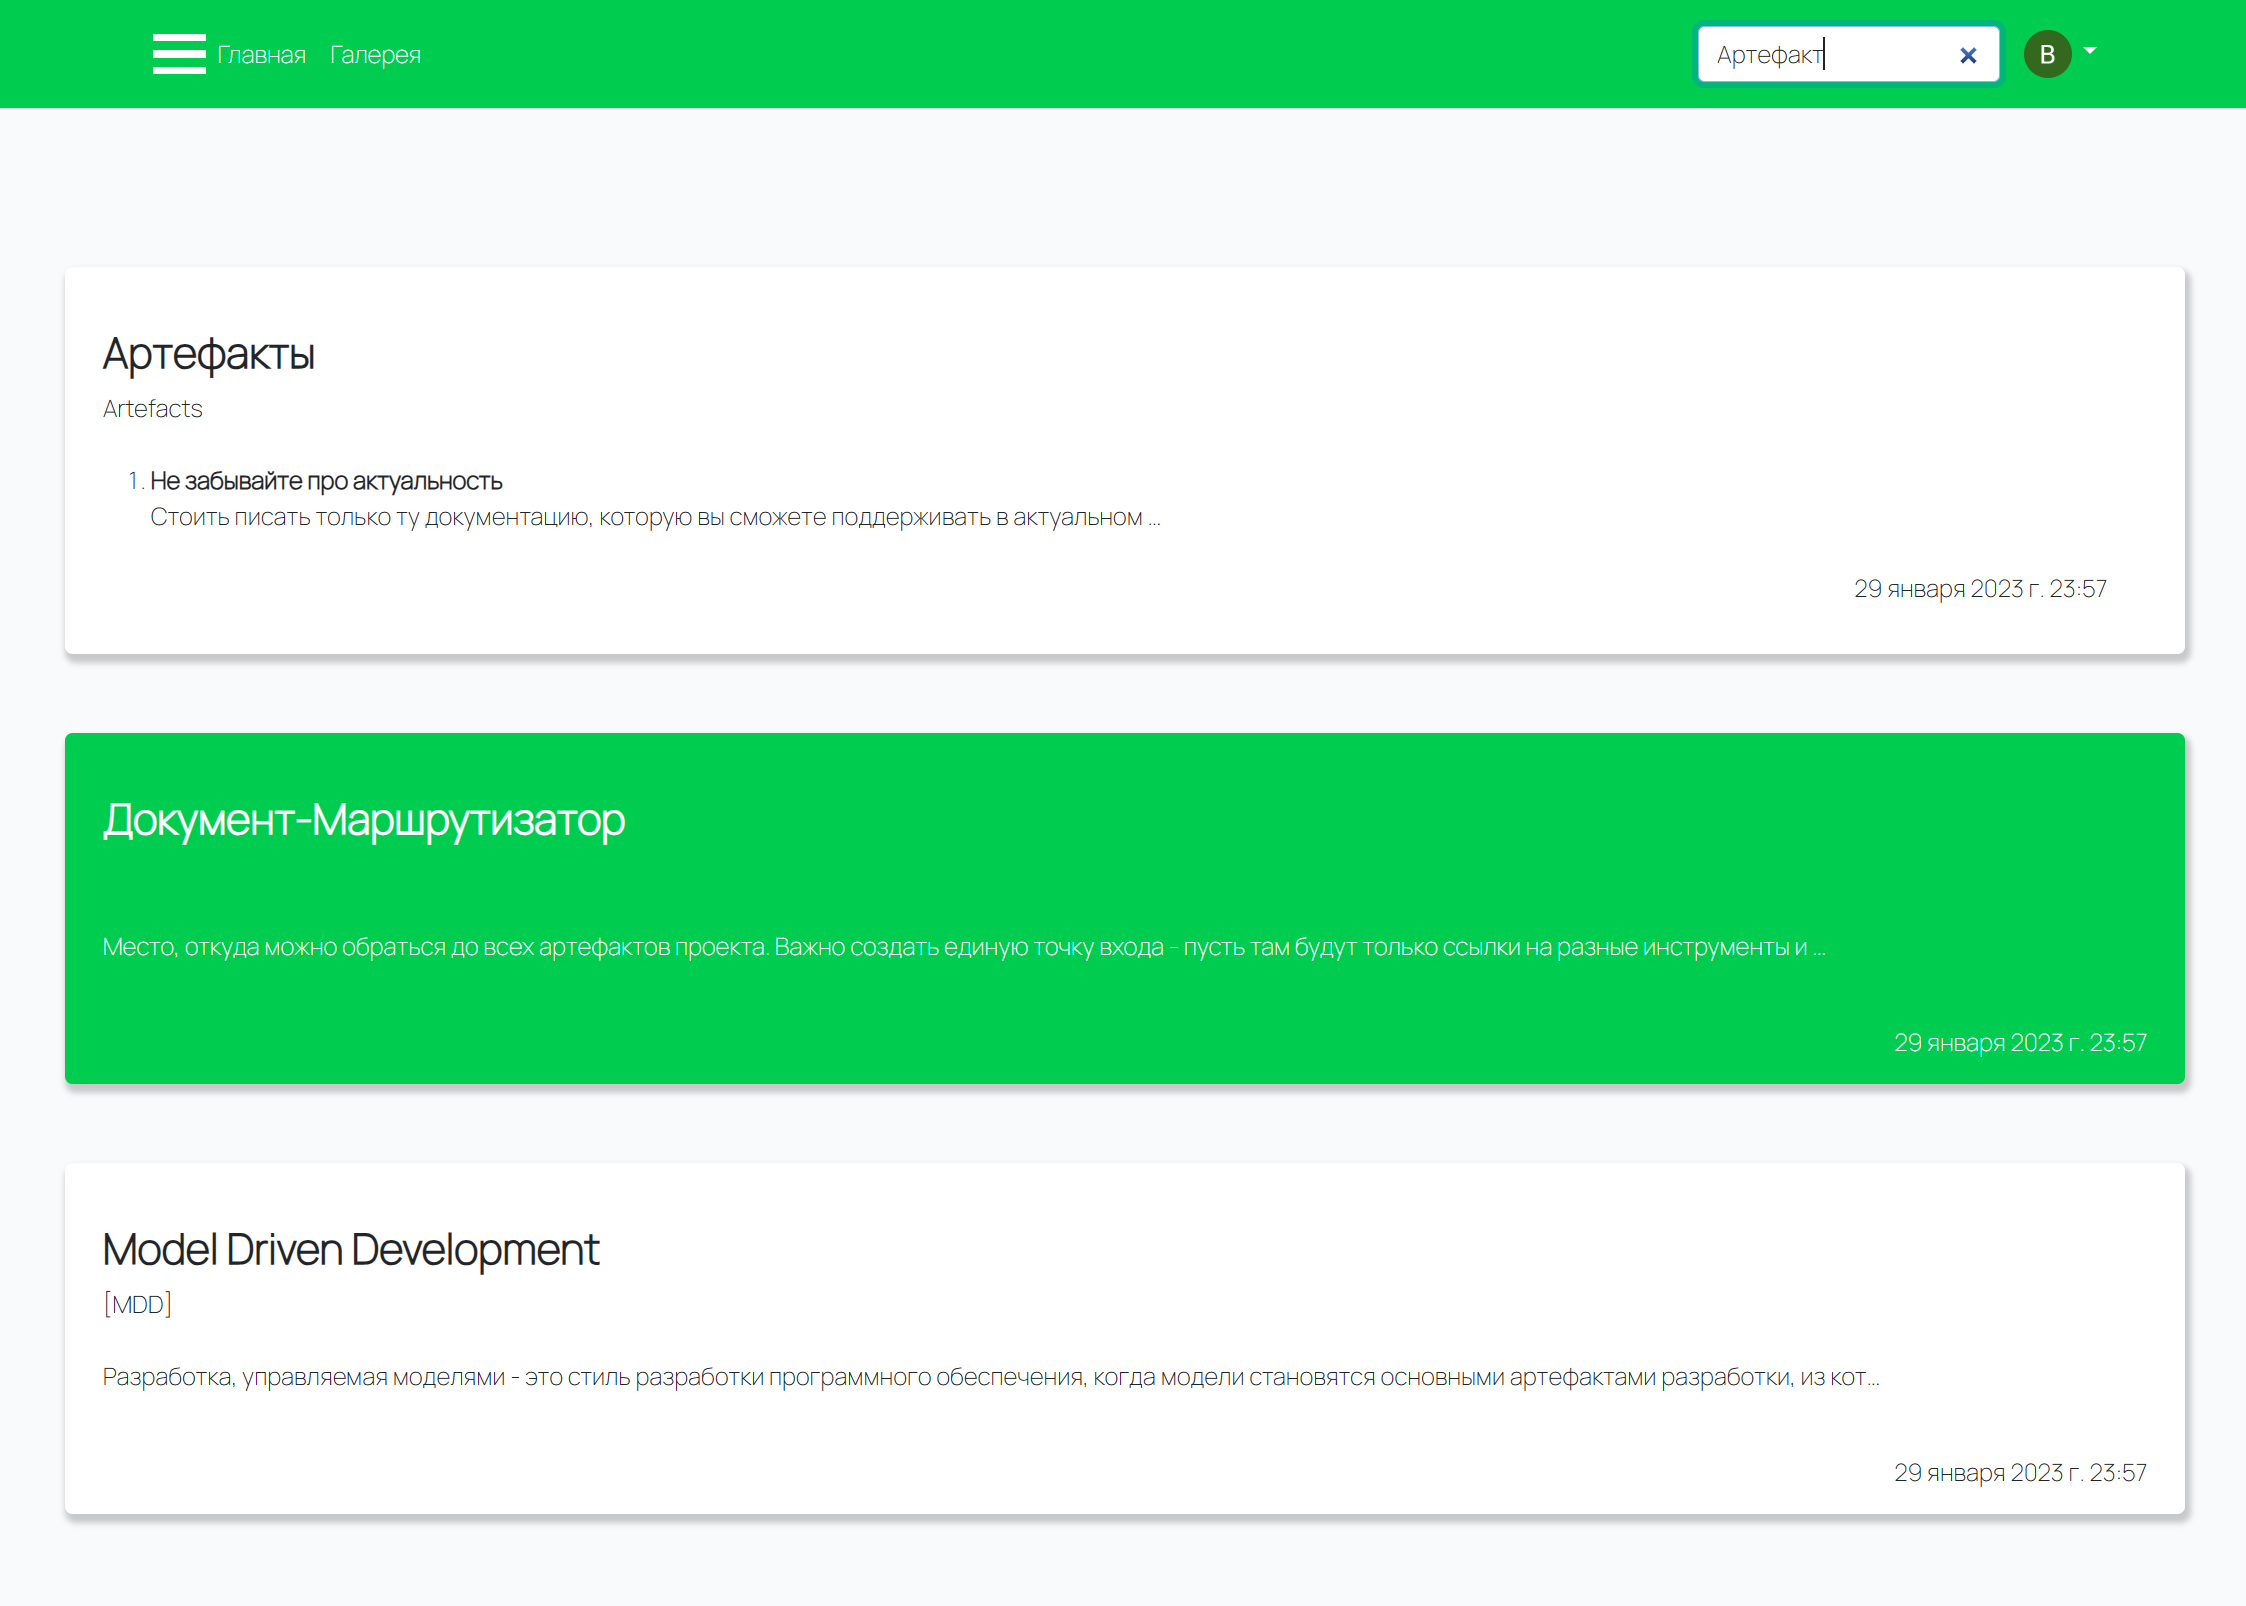 Главная Галерея Артефакт В
Артефакты
Artefacts
1. Не забывайте про актуальность
Стоить писать только ту документацию, которую вы сможете поддерживать в актуальном ...
29 января 2023 г. 23:57
Документ-Маршрутизатор
Место, откуда можно обраться до всех артефактов проекта. Важно создать единую точку входа - пусть там будут только ссылки на разные инструменты и ...
29 января 2023 г. 23:57
Model Driven Development
[MDD]
Разработка, управляемая моделями - это стиль разработки программного обеспечения, когда модели становятся основными артефактами разработки, из кот...
29 января 2023 г. 23:57